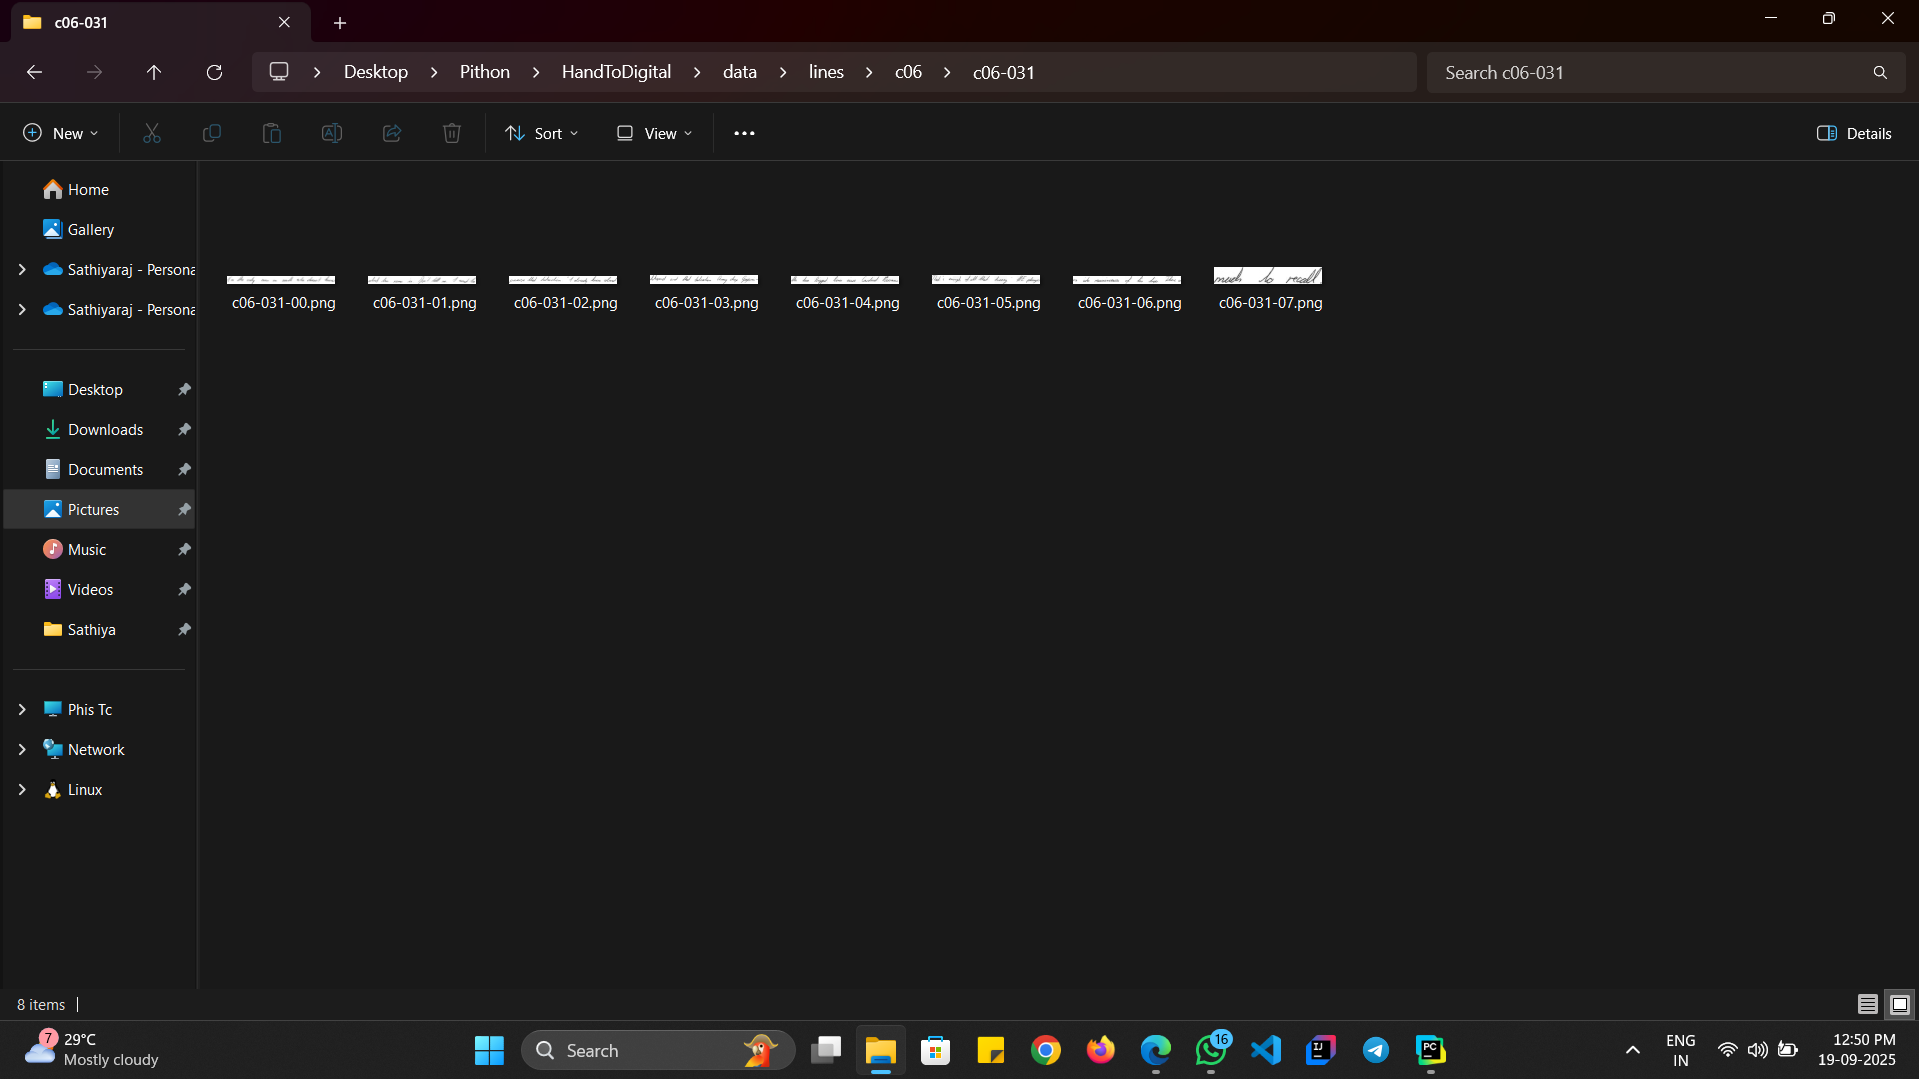 c06-031
Desktop > Pithon > HandToDigital > data > lines > c06 > c06-031
Search c06-031
New
Sort
View
Details
Home
Gallery
Sathiyaraj - Persona
Sathiyaraj - Persona
Desktop
Downloads
Documents
Pictures
Music
Videos
Sathiya
Phis Tc
Network
Linux
much to recall.
c06-031-00.png c06-031-01.png c06-031-02.png c06-031-03.png c06-031-04.png c06-031-05.png c06-031-06.png c06-031-07.png
8 items
7
29°C
Mostly cloudy
Search
16
IJ
PC
ENG
IN
12:50 PM
19-09-2025